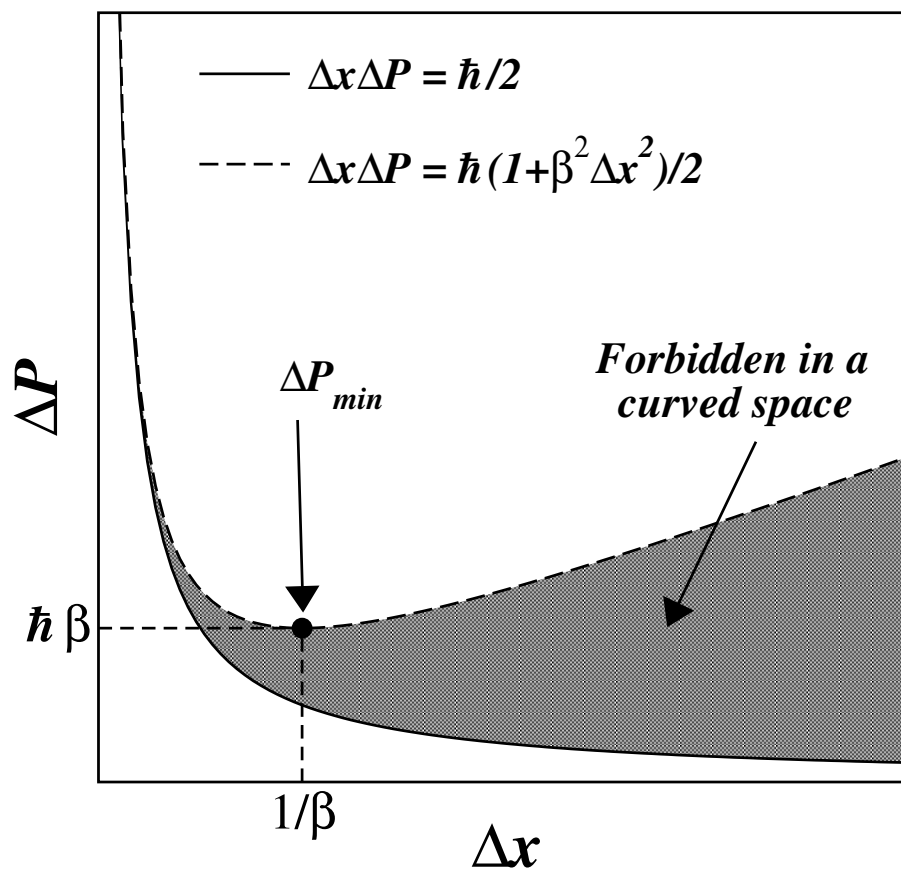 ΔxΔP = ħ/2
ΔxΔP = ħ(1+β²Δx²)/2
ΔP_min
Forbidden in a
curved space
ΔP
ħ β
1/β
Δx